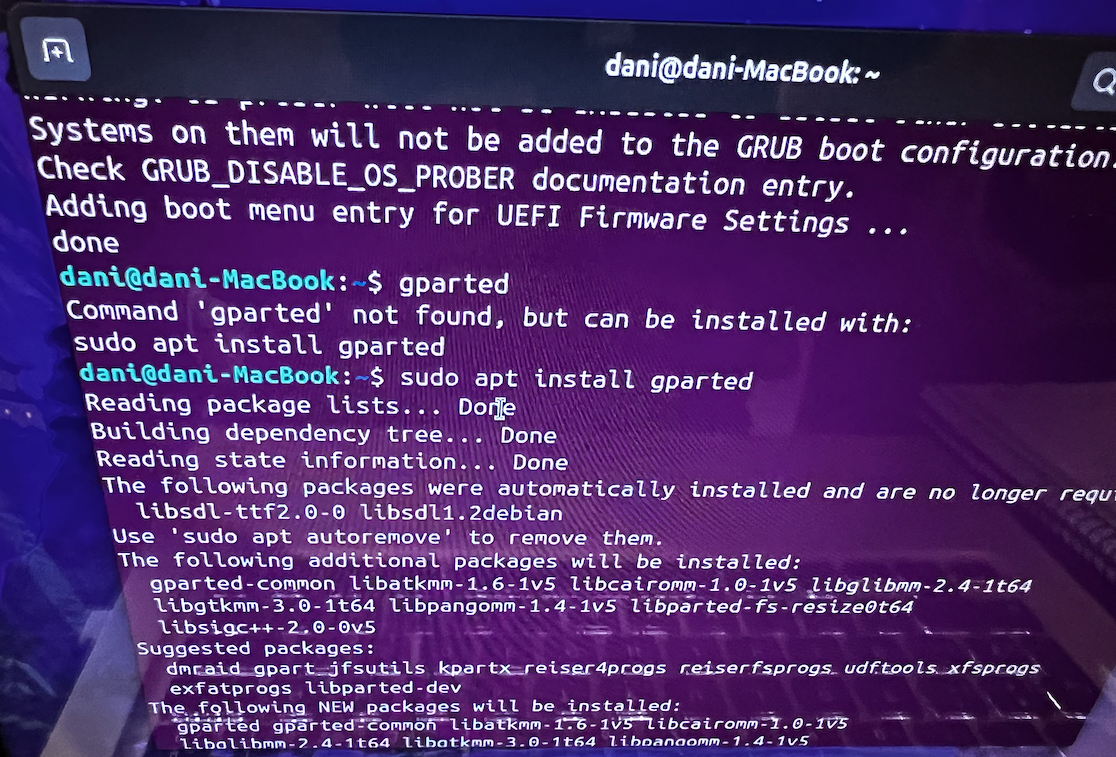 dani@dani-MacBook: ~
Systems on them will not be added to the GRUB boot configuration.
Check GRUB_DISABLE_OS_PROBER documentation entry.
Adding boot menu entry for UEFI Firmware Settings ...
done
dani@dani-MacBook:~$ gparted
Command 'gparted' not found, but can be installed with:
sudo apt install gparted
dani@dani-MacBook:~$ sudo apt install gparted
Reading package lists... Done
Building dependency tree... Done
Reading state information... Done
The following packages were automatically installed and are no longer requ
libsdl-ttf2.0-0 libsdl1.2debian
Use 'sudo apt autoremove' to remove them.
The following additional packages will be installed:
gparted-common libatkmm-1.6-1v5 libcairomm-1.0-1v5 libglibmm-2.4-1t64
libgtkmm-3.0-1t64 libpangomm-1.4-1v5 libparted-fs-resize0t64
libsigc++-2.0-0v5
Suggested packages:
dmraid gpart jfsutils kpartx reiser4progs reiserfsprogs udftools xfsprogs
exfatprogs libparted-dev
The following NEW packages will be installed:
gparted gparted-common libatkmm-1.6-1v5 libcairomm-1.0-1v5
libglibmm-2.4-1t64 libgtkmm-3.0-1t64 libpangomm-1.4-1v5